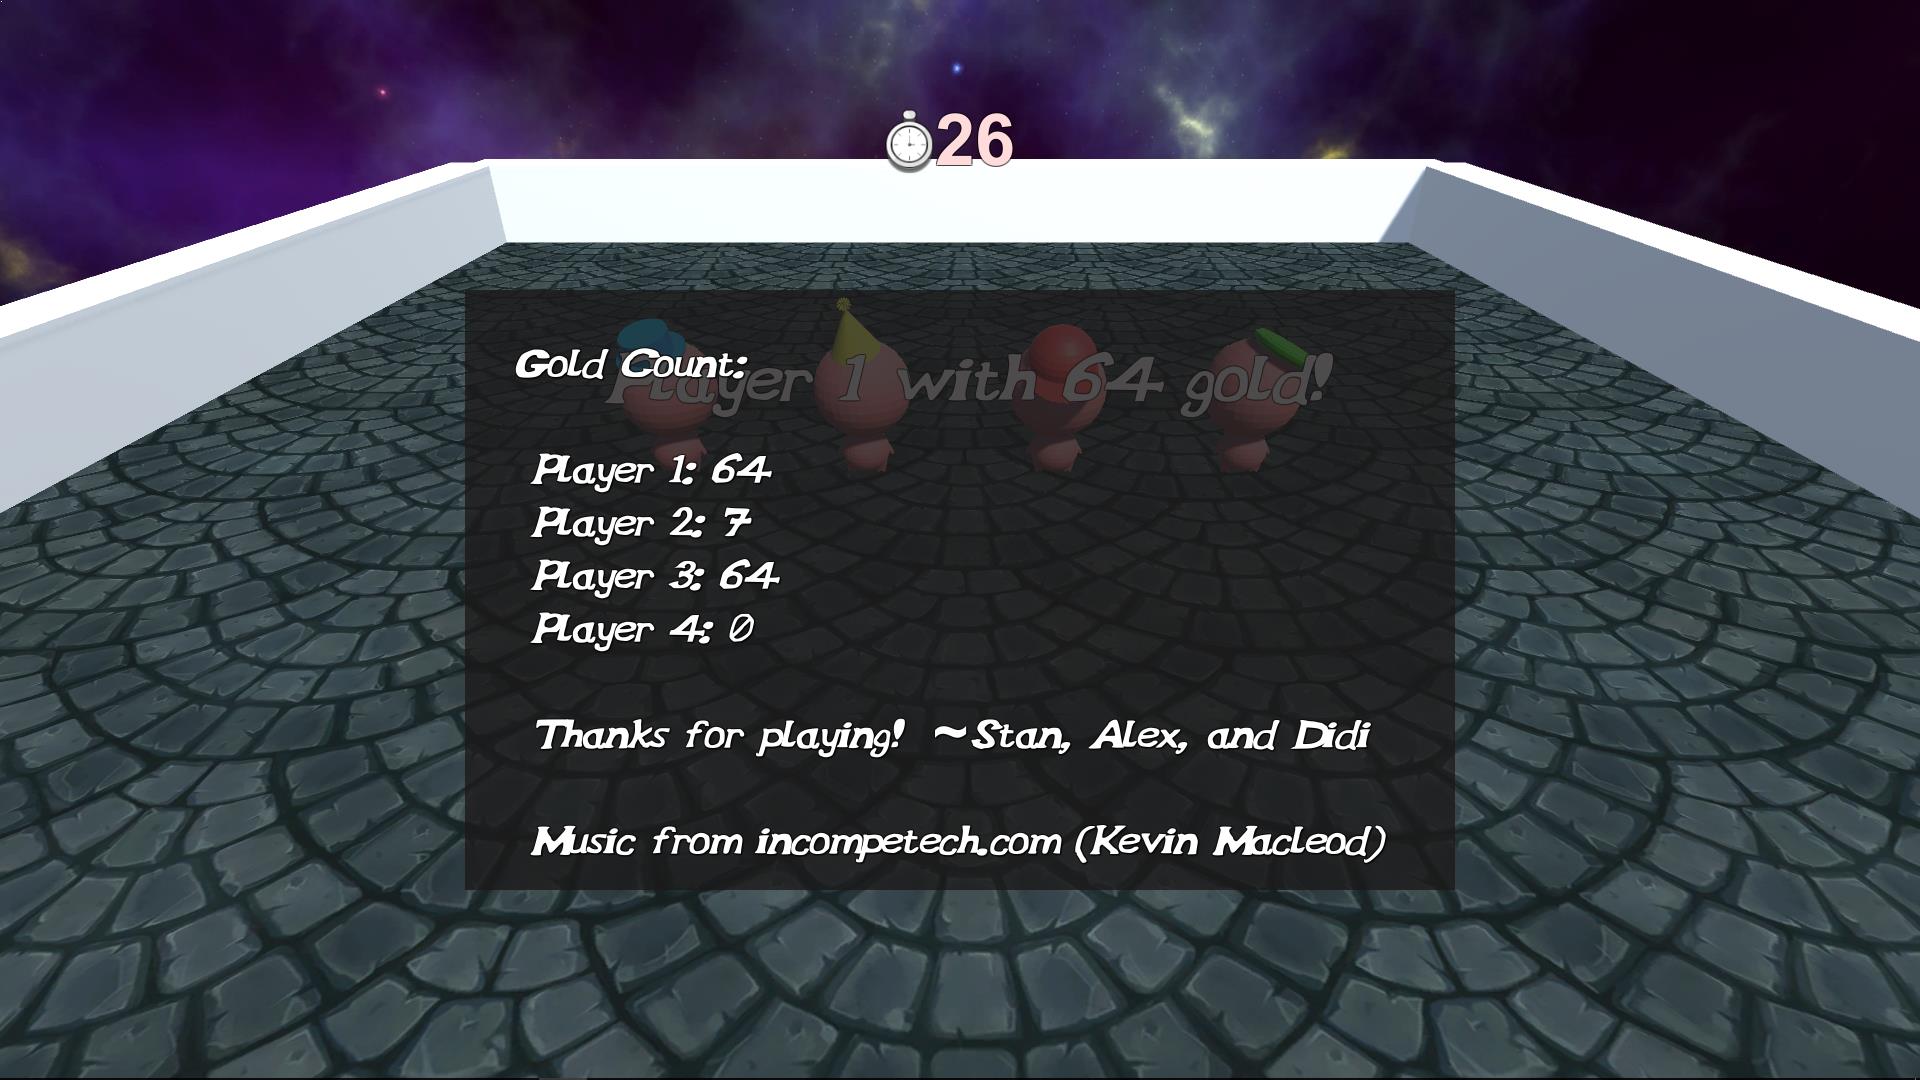 26
Gold Count:
Player 1 with 64 gold!
Player 1: 64
Player 2: 7
Player 3: 64
Player 4: 0
Thanks for playing! ~Stan, Alex, and Didi
Music from incompetech.com (Kevin Macleod)